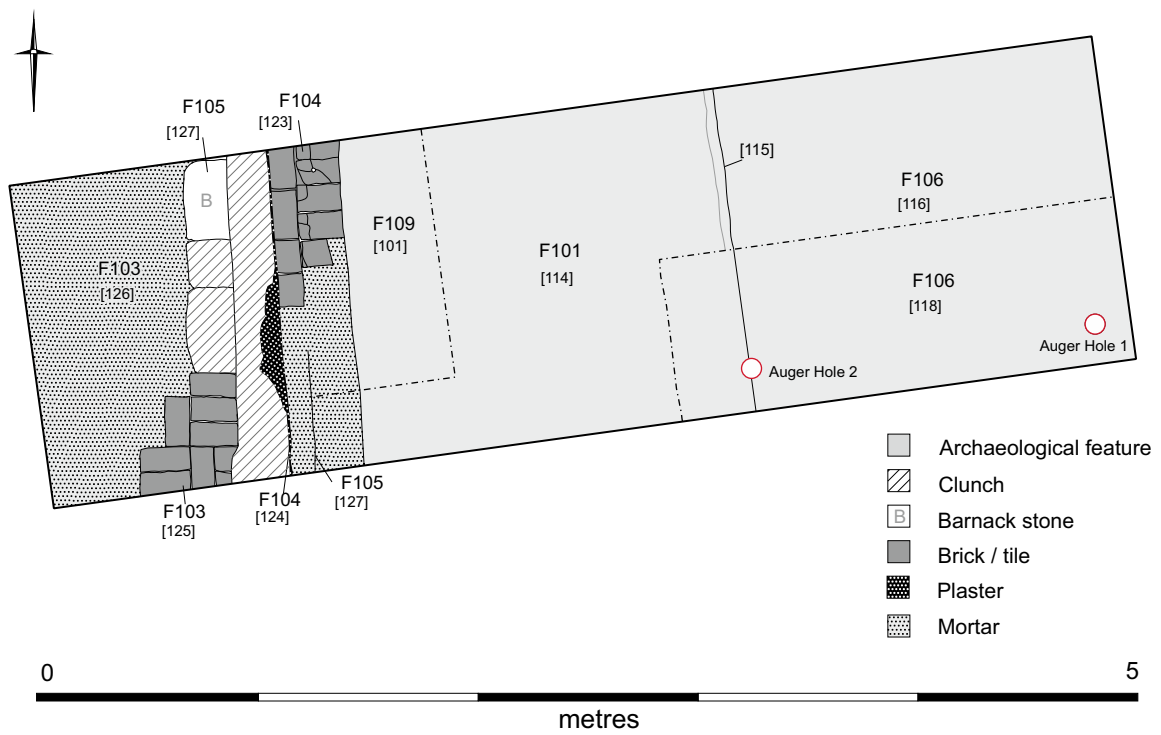 F105
[127]
F104
[123]
[115]
B
F109
[101]
F106
[116]
F101
[114]
F103
[126]
F106
[118]
Auger Hole 1
Auger Hole 2
F103
[125]
F104
[124]
F105
[127]
Archaeological feature
Clunch
B Barnack stone
Brick / tile
Plaster
Mortar
0 5
metres